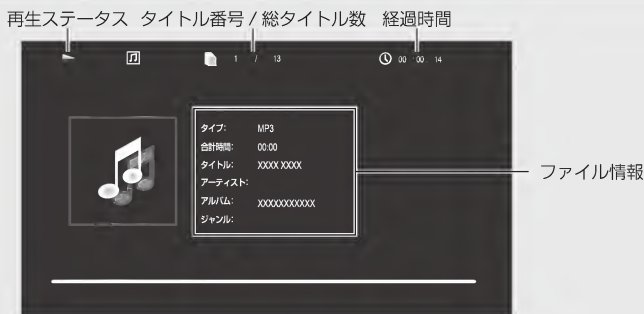 再生ステータス タイトル番号 / 総タイトル数 経過時間
1 / 13 00 : 00 : 14
タイプ: MP3
合計時間: 00:00
タイトル: XXXX XXXX
アーティスト:
アルバム: XXXXXXXXXXX
ジャンル:
ファイル情報